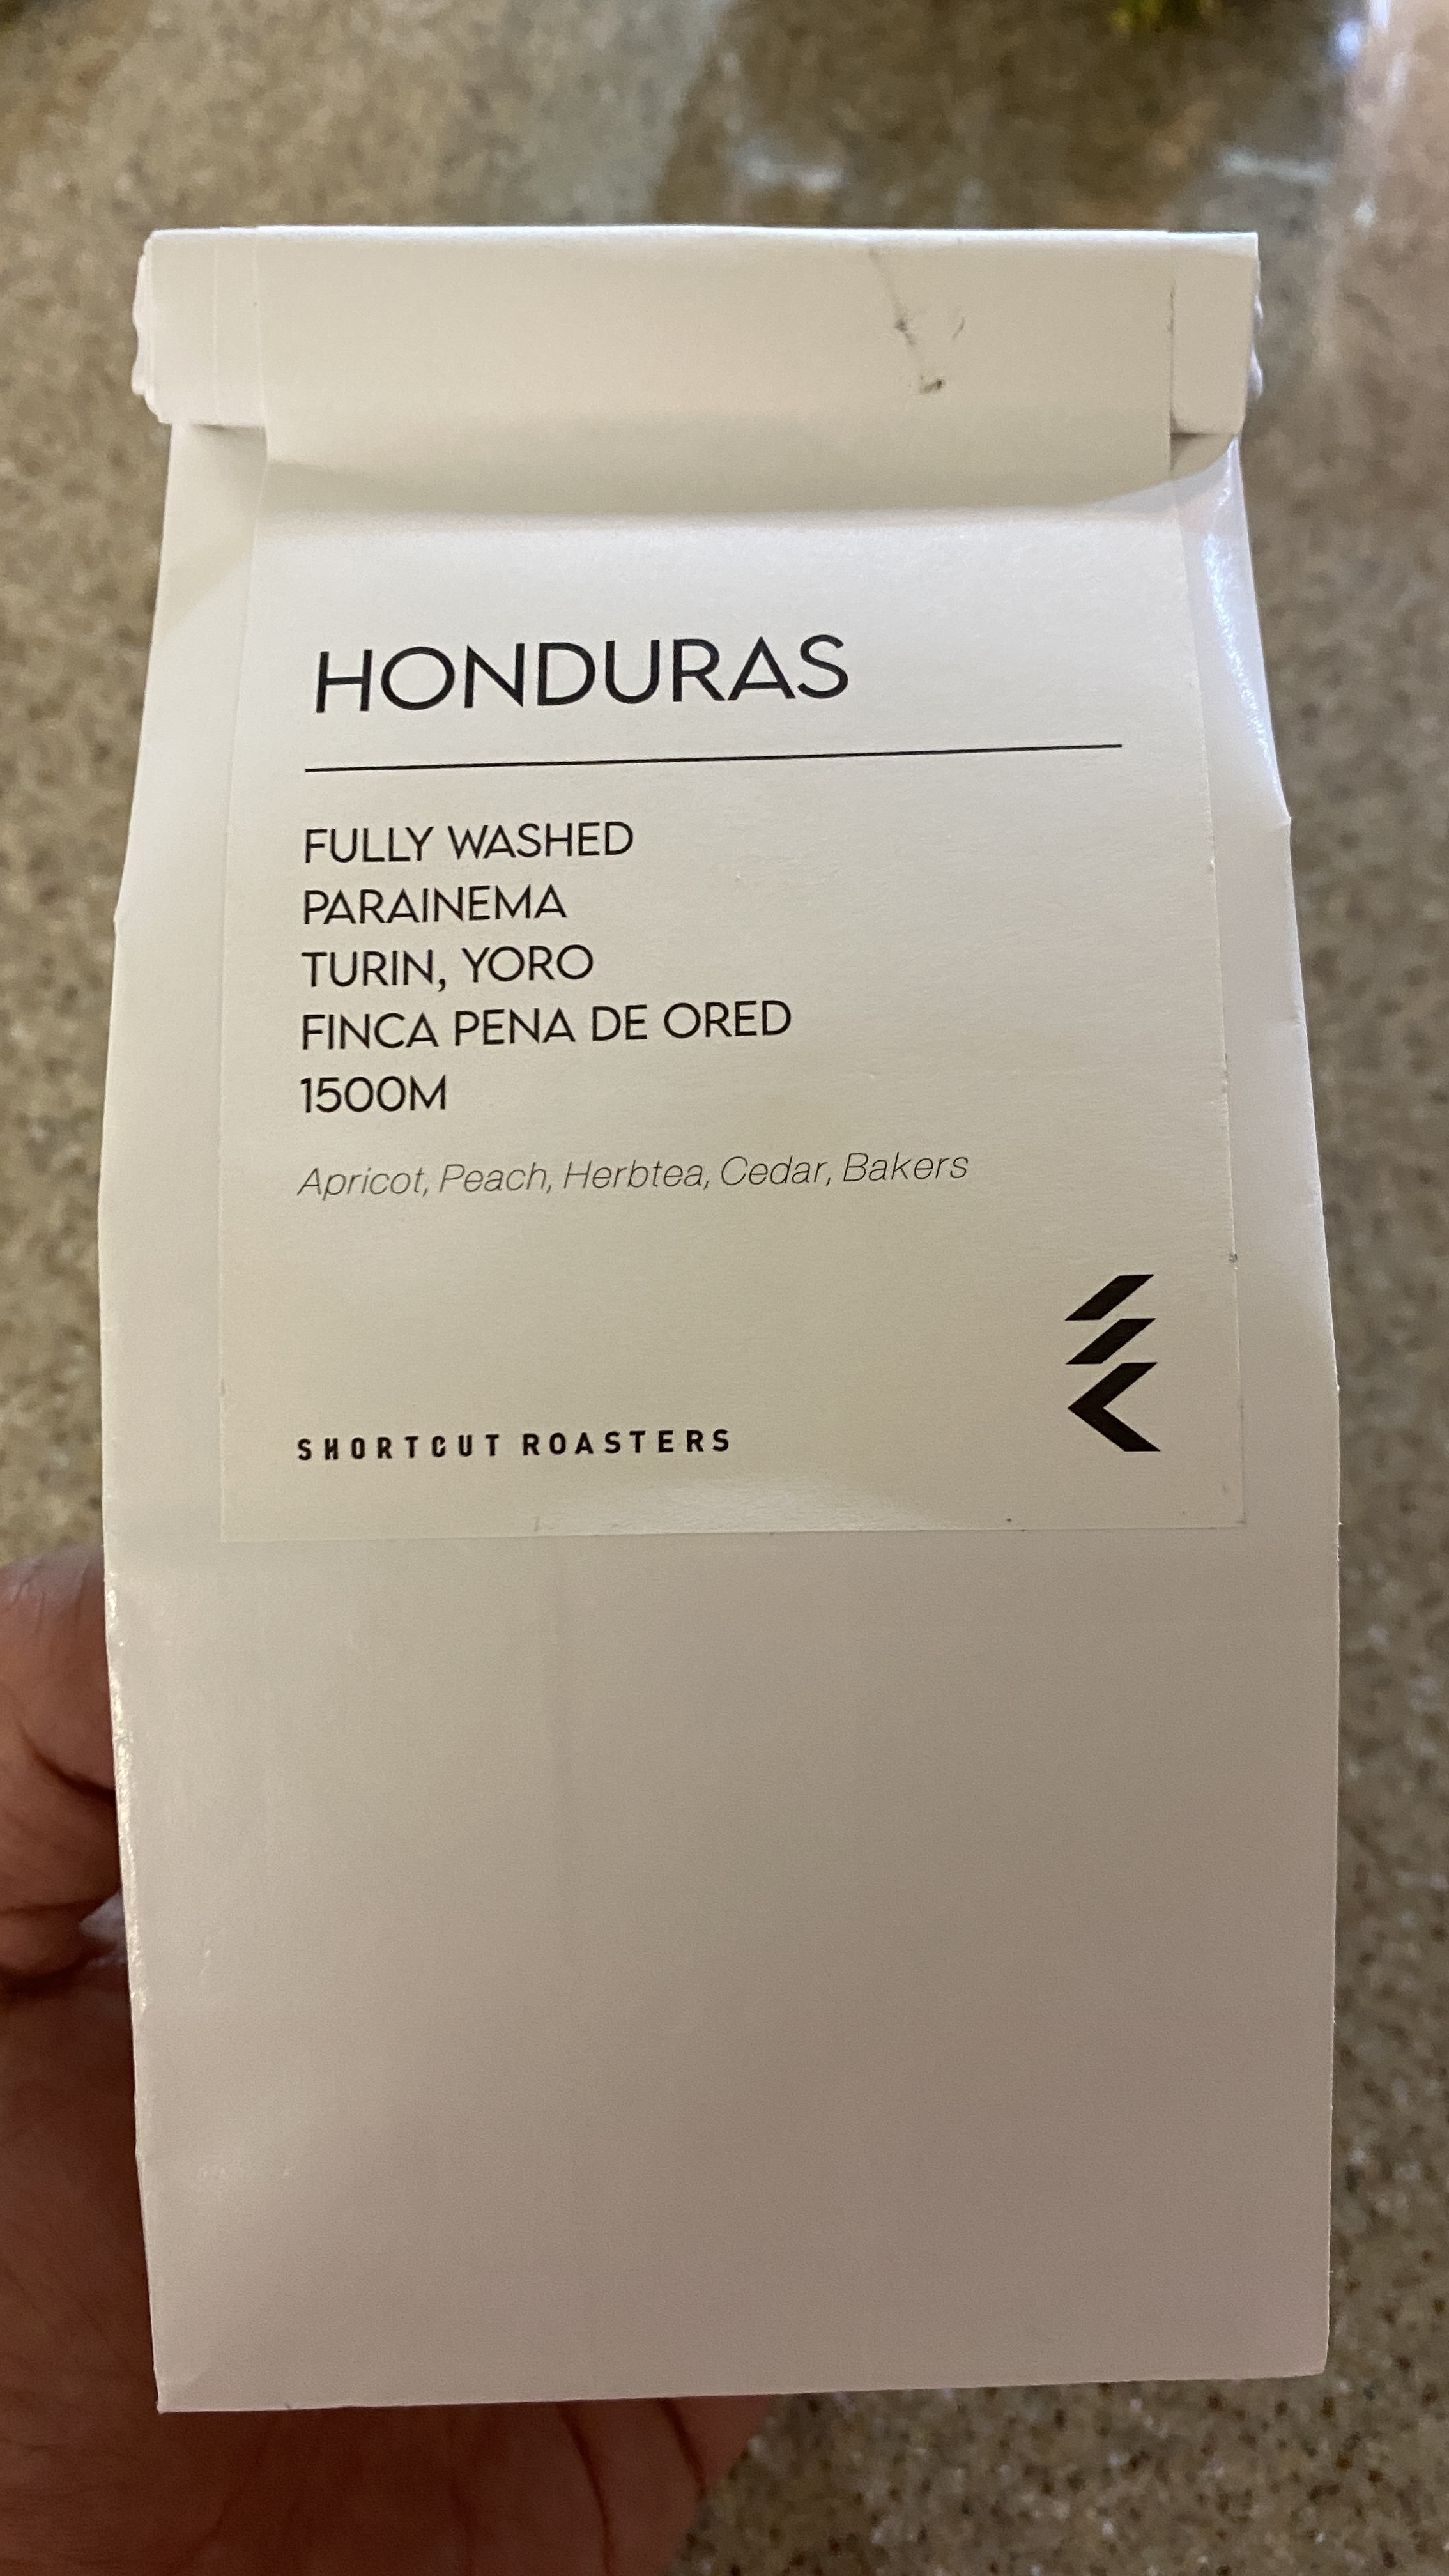 HONDURAS
FULLY WASHED
PARAINEMA
TURIN, YORO
FINCA PENA DE ORED
1500M
Apricot, Peach, Herbtea, Cedar, Bakers
SHORTCUT ROASTERS